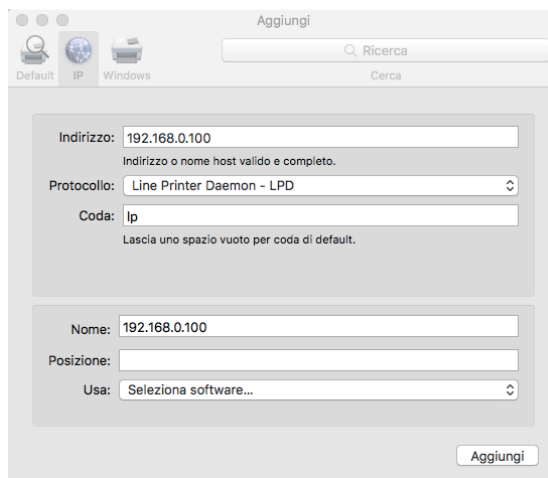 Aggiungi
Ricerca
Default IP Windows Cerca
Indirizzo: 192.168.0.100
Indirizzo o nome host valido e completo.
Protocollo: Line Printer Daemon - LPD
Coda: lp
Lascia uno spazio vuoto per coda di default.
Nome: 192.168.0.100
Posizione:
Usa: Seleziona software...
Aggiungi